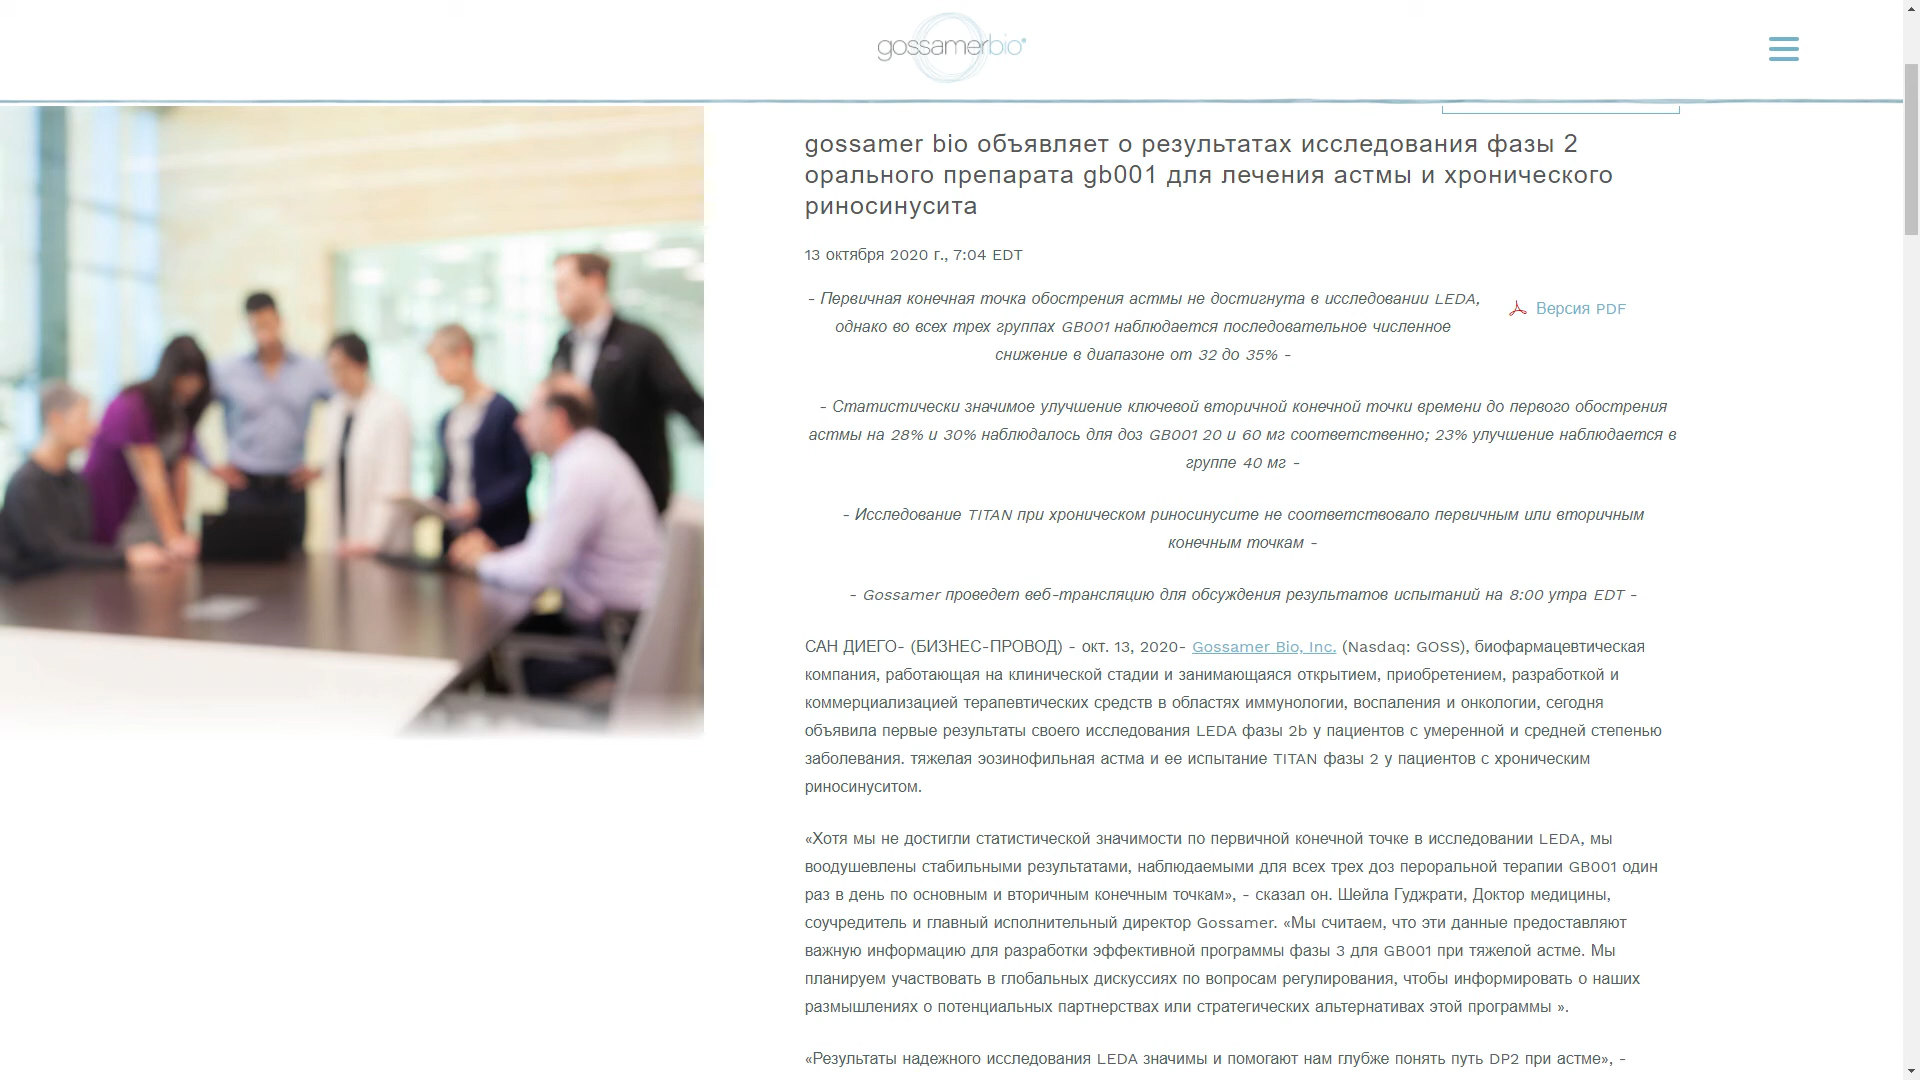 gossamerbio
gossamer bio объявляет о результатах исследования фазы 2
орального препарата gb001 для лечения астмы и хронического
риносинусита
13 октября 2020 г., 7:04 EDT
- Первичная конечная точка обострения астмы не достигнута в исследовании LEDA,
однако во всех трех группах GB001 наблюдается последовательное численное
снижение в диапазоне от 32 до 35% -
Версия PDF
- Статистически значимое улучшение ключевой вторичной конечной точки времени до первого обострения
астмы на 28% и 30% наблюдалось для доз GB001 20 и 60 мг соответственно; 23% улучшение наблюдается в
группе 40 мг -
- Исследование TITAN при хроническом риносинусите не соответствовало первичным или вторичным
конечным точкам -
- Gossamer проведет веб-трансляцию для обсуждения результатов испытаний на 8:00 утра EDT -
САН ДИЕГО- (БИЗНЕС-ПРОВОД) - окт. 13, 2020- Gossamer Bio, Inc. (Nasdaq: GOSS), биофармацевтическая
компания, работающая на клинической стадии и занимающаяся открытием, приобретением, разработкой и
коммерциализацией терапевтических средств в областях иммунологии, воспаления и онкологии, сегодня
объявила первые результаты своего исследования LEDA фазы 2b у пациентов с умеренной и средней степенью
заболевания. тяжелая эозинофильная астма и ее испытание TITAN фазы 2 у пациентов с хроническим
риносинуситом.
«Хотя мы не достигли статистической значимости по первичной конечной точке в исследовании LEDA, мы
воодушевлены стабильными результатами, наблюдаемыми для всех трех доз пероральной терапии GB001 один
раз в день по основным и вторичным конечным точкам», - сказал он. Шейла Гуджрати, Доктор медицины,
соучредитель и главный исполнительный директор Gossamer. «Мы считаем, что эти данные предоставляют
важную информацию для разработки эффективной программы фазы 3 для GB001 при тяжелой астме. Мы
планируем участвовать в глобальных дискуссиях по вопросам регулирования, чтобы информировать о наших
размышлениях о потенциальных партнерствах или стратегических альтернативах этой программы ».
«Результаты надежного исследования LEDA значимы и помогают нам глубже понять путь DP2 при астме», -